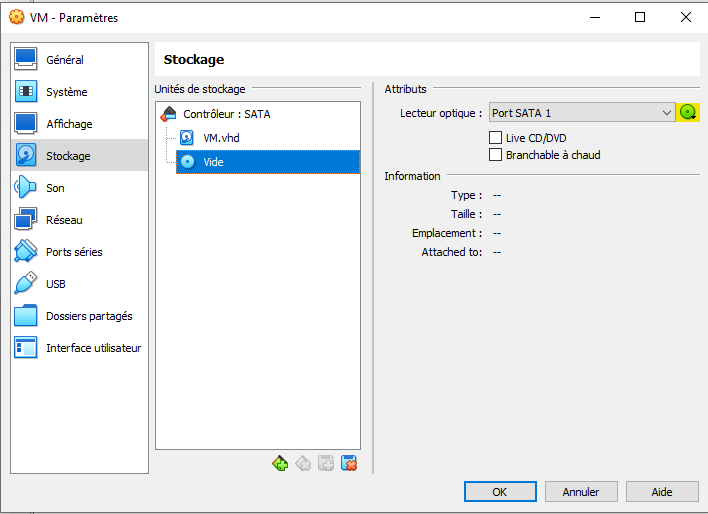 VM - Paramètres
Général
Système
Affichage
Stockage
Son
Réseau
Ports séries
USB
Dossiers partagés
Interface utilisateur
Stockage
Unités de stockage
Contrôleur : SATA
VM.vhd
Vide
Attributs
Lecteur optique : Port SATA 1
Live CD/DVD
Branchable à chaud
Information
Type : --
Taille : --
Emplacement : --
Attached to: --
OK Annuler Aide